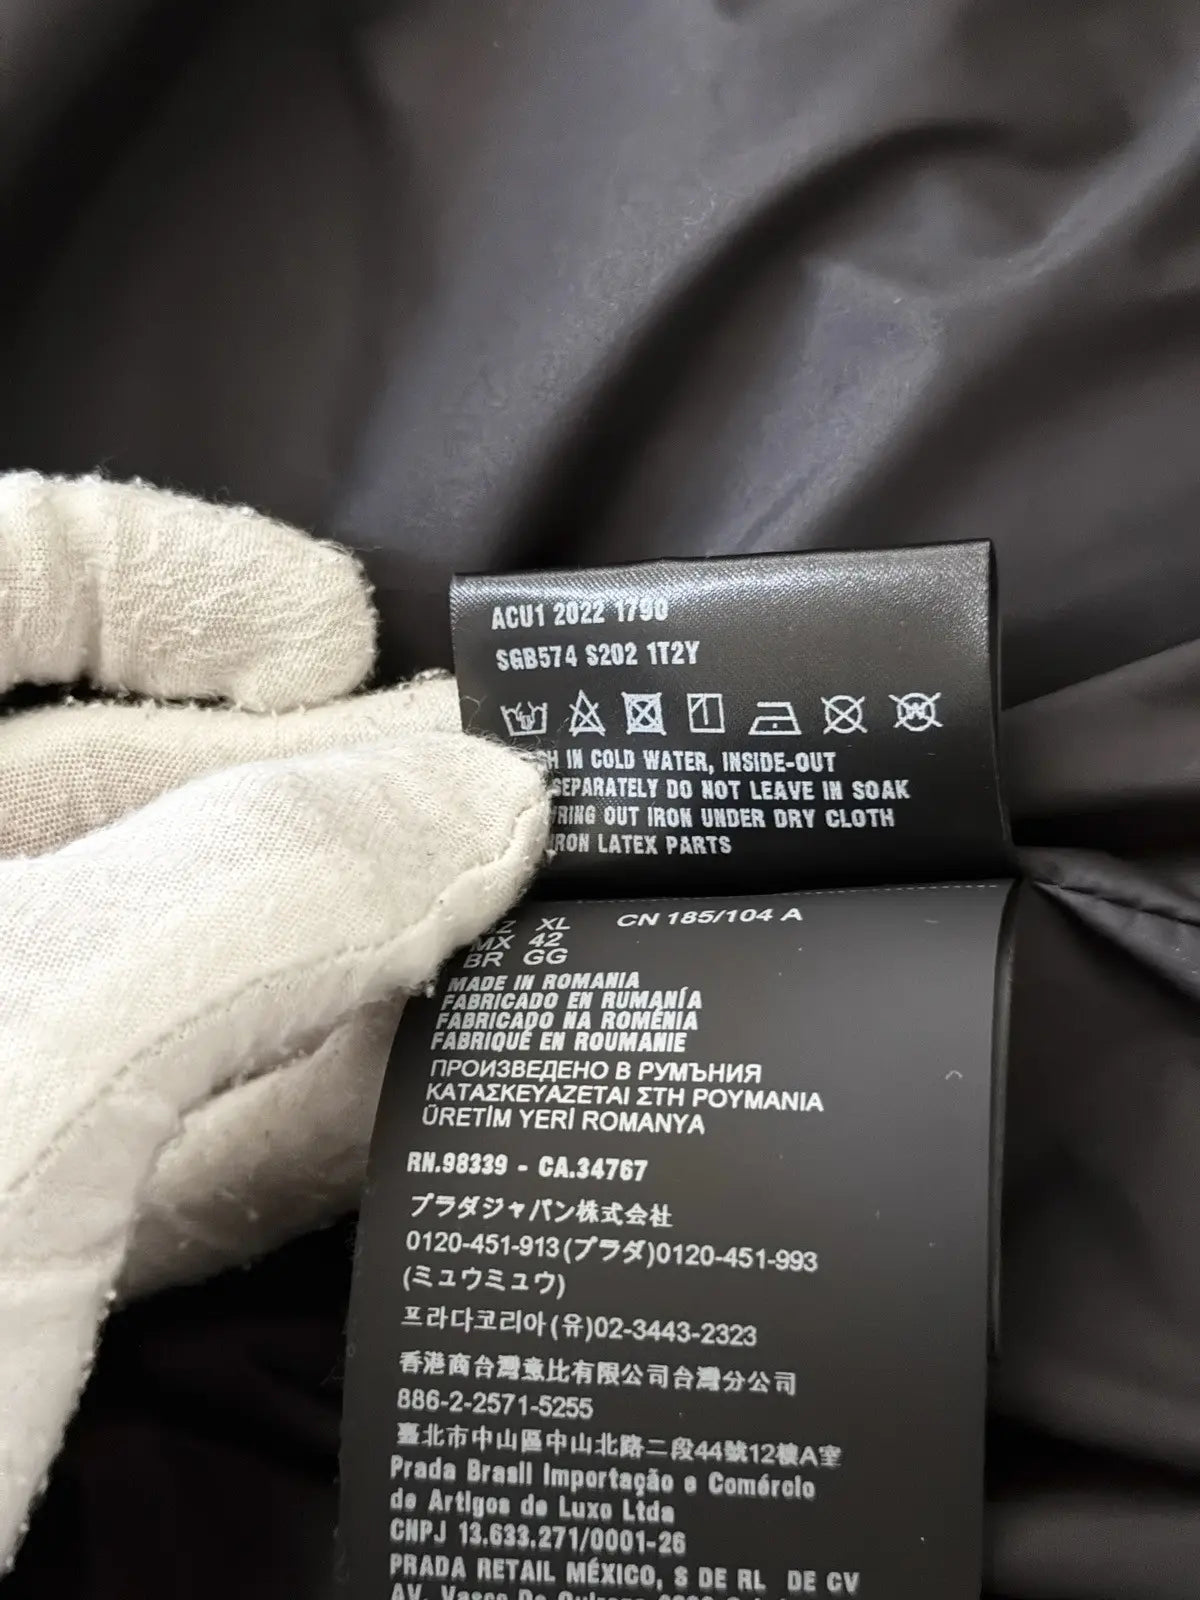 ACU1 2022 1790
SGB574 S202 1T2Y
H IN COLD WATER, INSIDE-OUT
SEPARATELY DO NOT LEAVE IN SOAK
RING OUT IRON UNDER DRY CLOTH
RON LATEX PARTS
XL CN 185/104 A
MX 42
BR GG
MADE IN ROMANIA
FABRICADO EN RUMANÍA
FABRICADO NA ROMÉNIA
FABRIQUÉ EN ROUMANIE
ПРОИЗВЕДЕНО В РУМЪНИЯ
ΚΑΤΑΣΚΕΥΑΖΕΤΑΙ ΣΤΗ ΡΟΥΜΑΝΙΑ
ÜRETİM YERİ ROMANYA
RN.98339 - CA.34767
プラダジャパン株式会社
0120-451-913(プラダ)0120-451-993
(ミュウミュウ)
프라다코리아(유)02-3443-2323
香港商台灣意比有限公司台灣分公司
886-2-2571-5255
臺北市中山區中山北路二段44號12樓A室
Prada Brasil Importação e Comércio
de Artigos de Luxo Ltda
CNPJ 13.633.271/0001-26
PRADA RETAIL MÉXICO, S DE RL DE CV
AV. Vasco De Quiroga